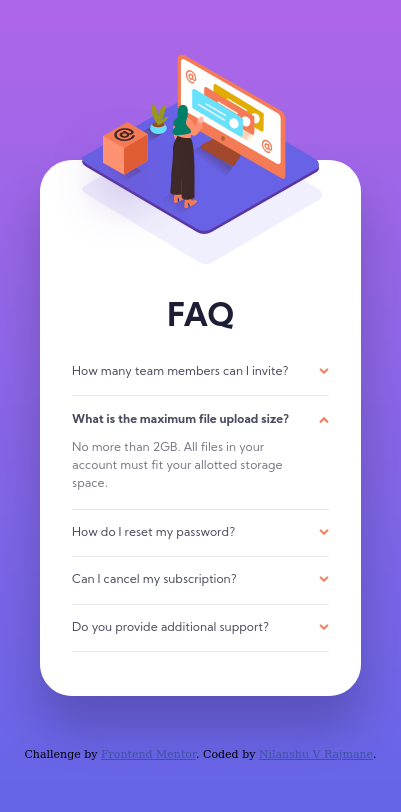 FAQ
How many team members can I invite?
What is the maximum file upload size?
No more than 2GB. All files in your
account must fit your allotted storage
space.
How do I reset my password?
Can I cancel my subscription?
Do you provide additional support?
Challenge by Frontend Mentor. Coded by Nilanshu V Rajmane.